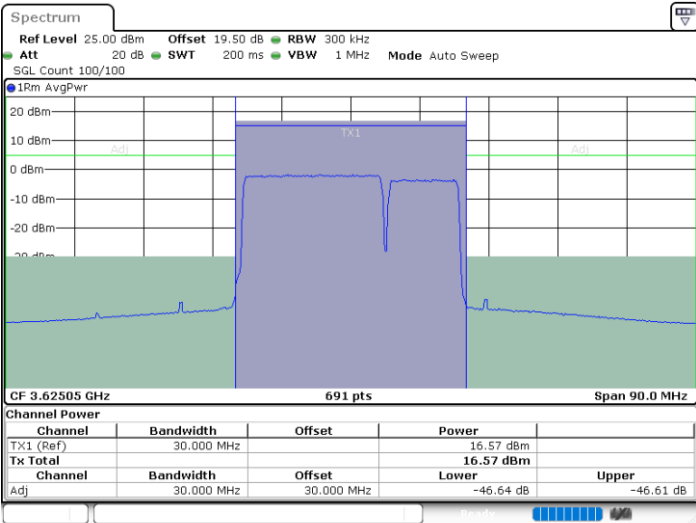 Spectrum
Ref Level 25.00 dBm Offset 19.50 dB RBW 300 kHz
Att 20 dB SWT 200 ms VBW 1 MHz Mode Auto Sweep
SGL Count 100/100
1Rm AvgPwr
20 dBm
TX1
10 dBm
Adj Adj
0 dBm
-10 dBm
-20 dBm
-30 dBm
CF 3.62505 GHz 691 pts Span 90.0 MHz
Channel Power
Channel Bandwidth Offset Power
TX1 (Ref) 30.000 MHz 16.57 dBm
Tx Total 16.57 dBm
Channel Bandwidth Offset Lower Upper
Adj 30.000 MHz 30.000 MHz -46.64 dB -46.61 dB
Ready